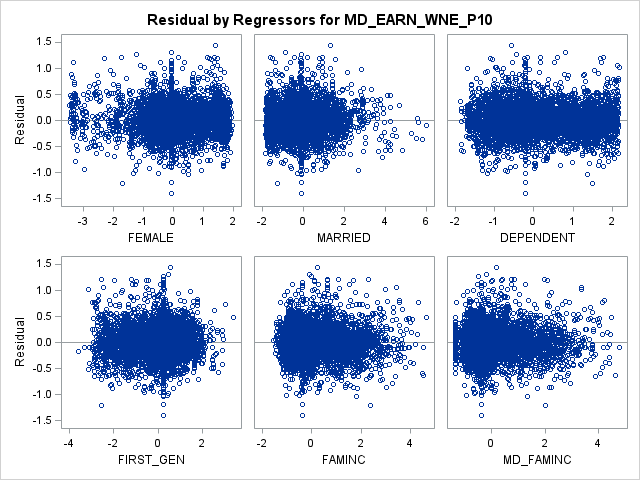 Residual by Regressors for MD_EARN_WNE_P10
Residual
1.5
1.0
0.5
0.0
-0.5
-1.0
-1.5
-3 -2 -1 0 1 2
-2 0 2 4 6
-2 -1 0 1 2
FEMALE MARRIED DEPENDENT
Residual
1.5
1.0
0.5
0.0
-0.5
-1.0
-1.5
-4 -2 0 2
-2 0 2 4
0 2 4
FIRST_GEN FAMINC MD_FAMINC